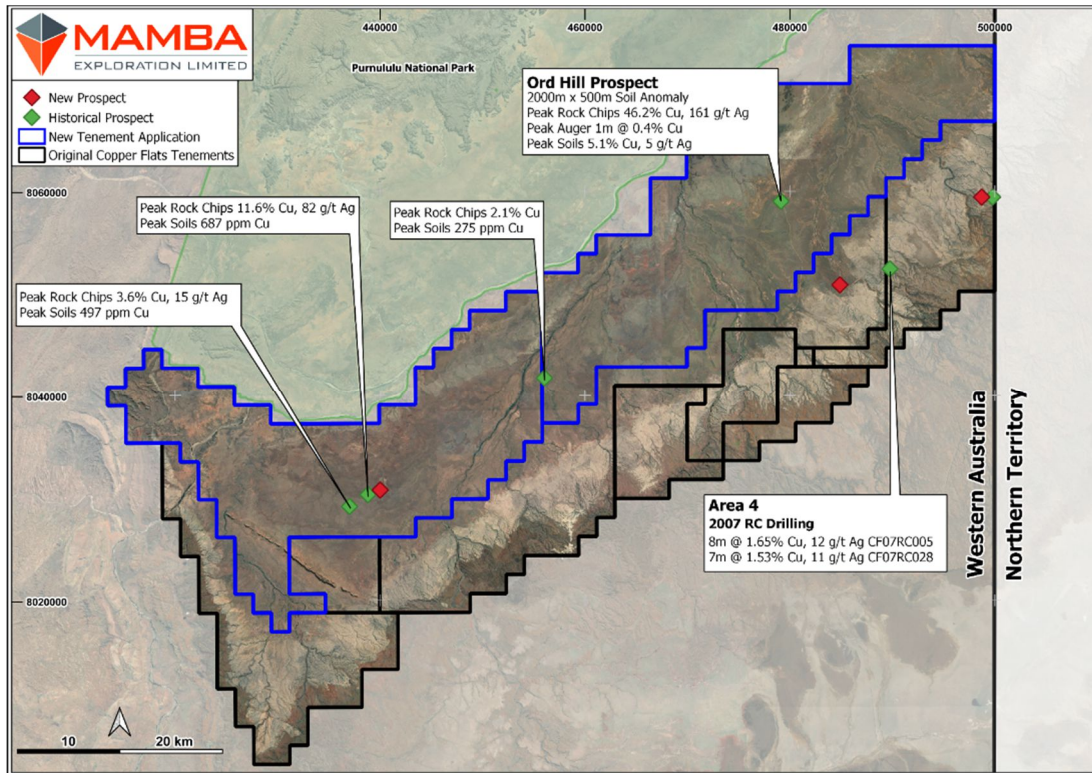 MAMBA
EXPLORATION LIMITED
New Prospect
Historical Prospect
New Tenement Application
Original Copper Flats Tenements
440000
460000
480000
500000
Purnululu National Park
Ord Hill Prospect
2000m x 500m Soil Anomaly
Peak Rock Chips 46.2% Cu, 161 g/t Ag
Peak Auger 1m @ 0.4% Cu
Peak Soils 5.1% Cu, 5 g/t Ag
8060000
Peak Rock Chips 11.6% Cu, 82 g/t Ag
Peak Soils 687 ppm Cu
Peak Rock Chips 2.1% Cu
Peak Soils 275 ppm Cu
Peak Rock Chips 3.6% Cu, 15 g/t Ag
Peak Soils 497 ppm Cu
8040000
Area 4
2007 RC Drilling
8m @ 1.65% Cu, 12 g/t Ag CF07RC005
7m @ 1.53% Cu, 11 g/t Ag CF07RC028
Western Australia
Northern Territory
8020000
10
20 km